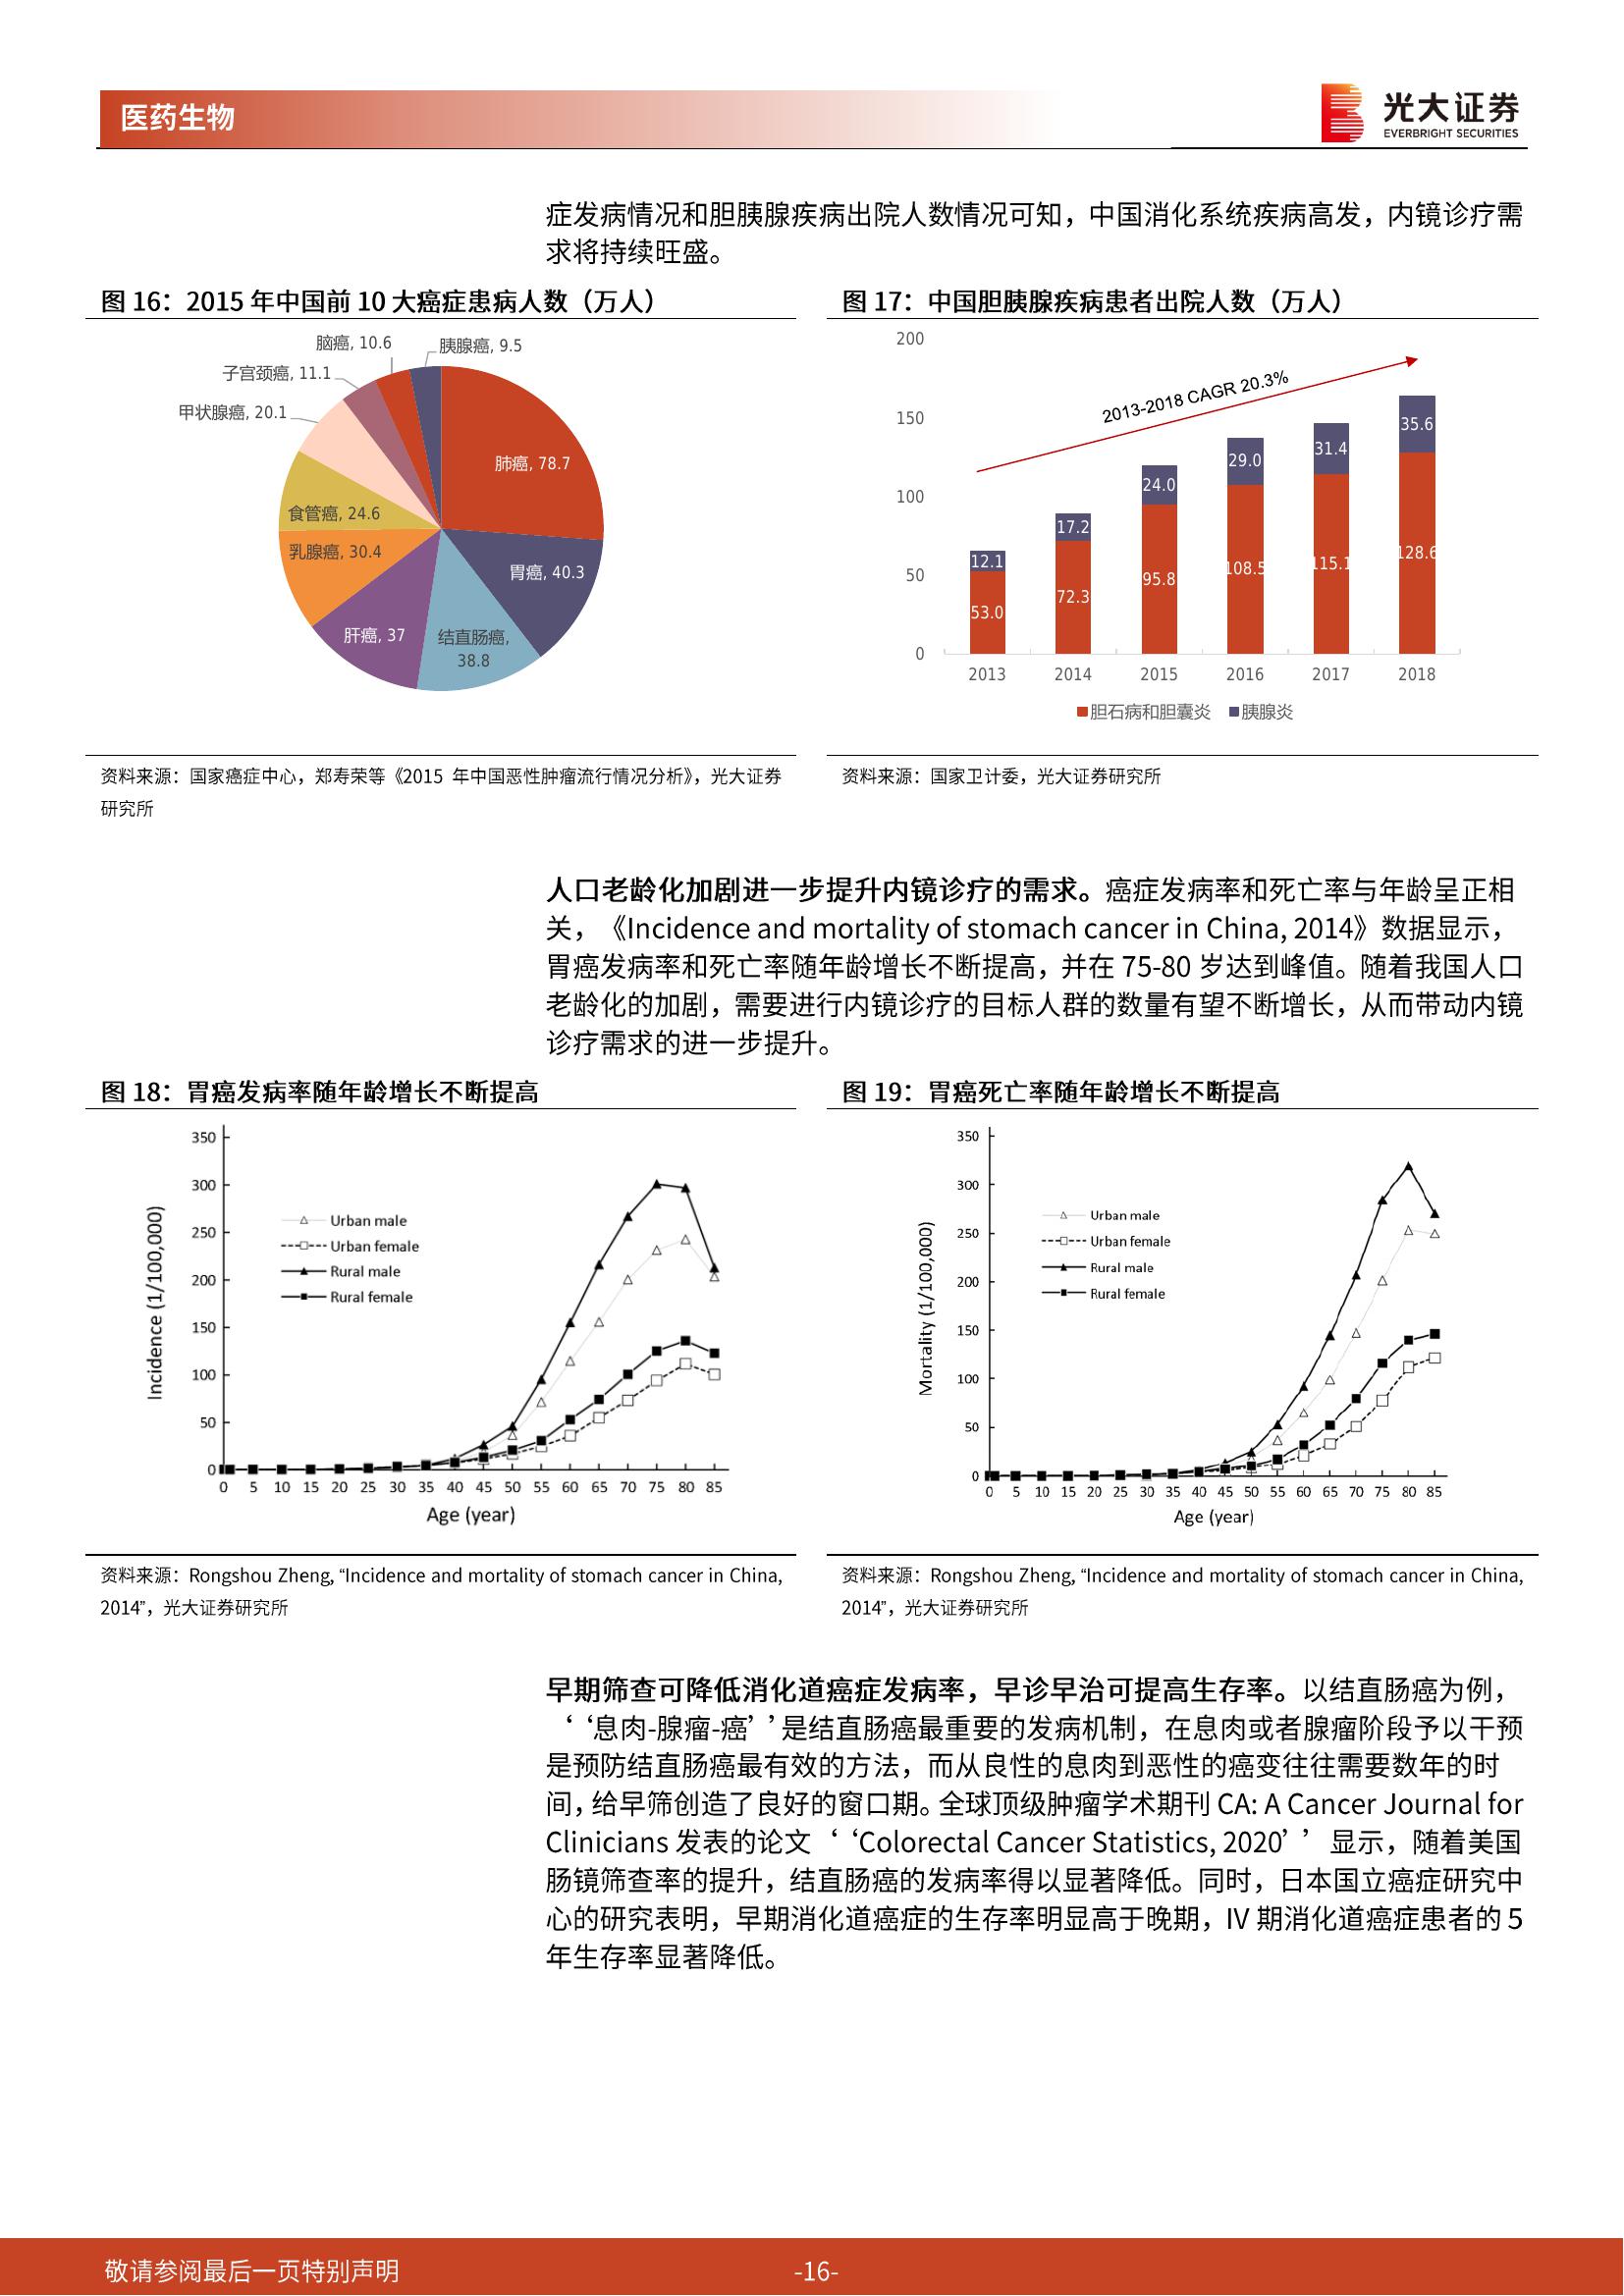 医药生物
光大证券
EVERBRIGHT SECURITIES
症发病情况和胆胰腺疾病出院人数情况可知，中国消化系统疾病高发，内镜诊疗需
求将持续旺盛。
图 16：2015 年中国前 10 大癌症患病人数（万人）
脑癌, 10.6
胰腺癌, 9.5
子宫颈癌, 11.1
甲状腺癌, 20.1
肺癌, 78.7
食管癌, 24.6
乳腺癌, 30.4
胃癌, 40.3
肝癌, 37
结直肠癌,
38.8
资料来源：国家癌症中心，郑寿荣等《2015 年中国恶性肿瘤流行情况分析》，光大证券
研究所
图 17：中国胆胰腺疾病患者出院人数（万人）
200
150
100
50
0
2013-2018 CAGR 20.3%
12.1
17.2
24.0
29.0
31.4
35.6
53.0
72.3
95.8
108.5
115.1
128.6
2013 2014 2015 2016 2017 2018
胆石病和胆囊炎 胰腺炎
资料来源：国家卫计委，光大证券研究所
人口老龄化加剧进一步提升内镜诊疗的需求。癌症发病率和死亡率与年龄呈正相
关，《Incidence and mortality of stomach cancer in China, 2014》数据显示，
胃癌发病率和死亡率随年龄增长不断提高，并在 75-80 岁达到峰值。随着我国人口
老龄化的加剧，需要进行内镜诊疗的目标人群的数量有望不断增长，从而带动内镜
诊疗需求的进一步提升。
图 18：胃癌发病率随年龄增长不断提高
350
300
250
200
150
100
50
0
Incidence (1/100,000)
Urban male
Urban female
Rural male
Rural female
0 5 10 15 20 25 30 35 40 45 50 55 60 65 70 75 80 85
Age (year)
资料来源：Rongshou Zheng, “Incidence and mortality of stomach cancer in China,
2014”，光大证券研究所
图 19：胃癌死亡率随年龄增长不断提高
350
300
250
200
150
100
50
0
Mortality (1/100,000)
Urban male
Urban female
Rural male
Rural female
0 5 10 15 20 25 30 35 40 45 50 55 60 65 70 75 80 85
Age (year)
资料来源：Rongshou Zheng, “Incidence and mortality of stomach cancer in China,
2014”，光大证券研究所
早期筛查可降低消化道癌症发病率，早诊早治可提高生存率。以结直肠癌为例，
‘‘息肉-腺瘤-癌’’是结直肠癌最重要的发病机制，在息肉或者腺瘤阶段予以干预
是预防结直肠癌最有效的方法，而从良性的息肉到恶性的癌变往往需要数年的时
间，给早筛创造了良好的窗口期。全球顶级肿瘤学术期刊 CA: A Cancer Journal for
Clinicians 发表的论文‘‘Colorectal Cancer Statistics, 2020’’显示，随着美国
肠镜筛查率的提升，结直肠癌的发病率得以显著降低。同时，日本国立癌症研究中
心的研究表明，早期消化道癌症的生存率明显高于晚期，IV 期消化道癌症患者的 5
年生存率显著降低。
敬请参阅最后一页特别声明
-16-